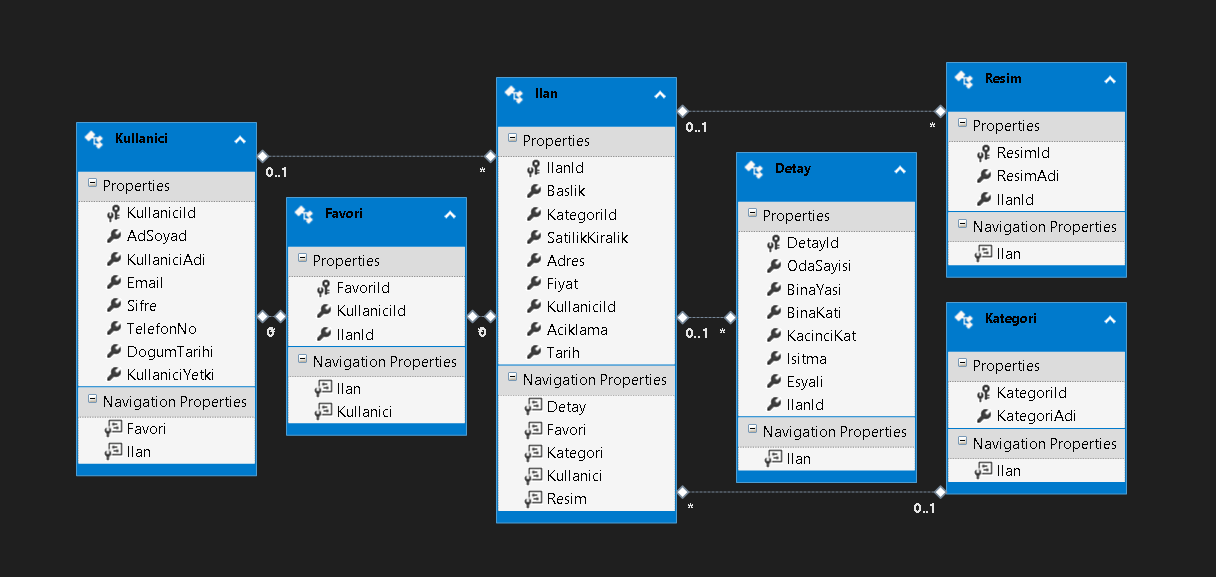 Kullanici
Properties
KullaniciId
AdSoyad
KullaniciAdi
Email
Sifre
TelefonNo
DogumTarihi
KullaniciYetki
Navigation Properties
Favori
Ilan
0..1
*
Favori
Properties
FavoriId
KullaniciId
IlanId
Navigation Properties
Ilan
Kullanici
*
*
Ilan
Properties
IlanId
Baslik
KategoriId
SatilikKiralik
Adres
Fiyat
KullaniciId
Aciklama
Tarih
Navigation Properties
Detay
Favori
Kategori
Kullanici
Resim
0..1
*
0..1
*
*
0..1
Detay
Properties
DetayId
OdaSayisi
BinaYasi
BinaKati
KacinciKat
Isitma
Esyali
IlanId
Navigation Properties
Ilan
Resim
Properties
ResimId
ResimAdi
IlanId
Navigation Properties
Ilan
Kategori
Properties
KategoriId
KategoriAdi
Navigation Properties
Ilan